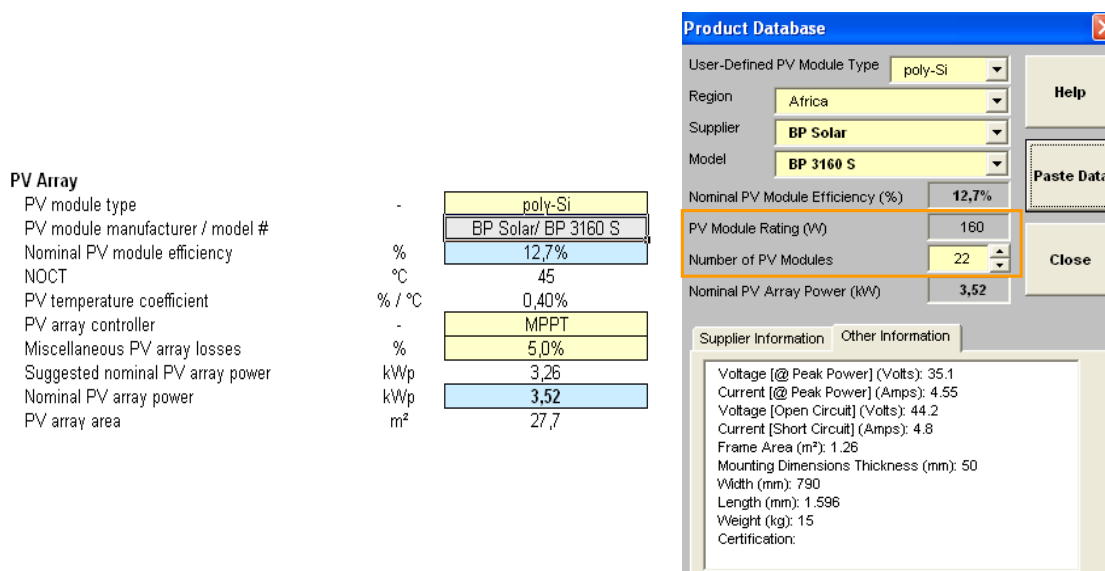 PV Array
PV module type - poly-Si
PV module manufacturer / model # BP Solar/ BP 3160 S
Nominal PV module efficiency % 12,7%
NOCT °C 45
PV temperature coefficient % / °C 0,40%
PV array controller - MPPT
Miscellaneous PV array losses % 5,0%
Suggested nominal PV array power kWp 3,26
Nominal PV array power kWp 3,52
PV array area m² 27,7
Product Database
User-Defined PV Module Type poly-Si
Region Africa
Supplier BP Solar
Model BP 3160 S
Nominal PV Module Efficiency (%) 12,7%
PV Module Rating (W) 160
Number of PV Modules 22
Nominal PV Array Power (kW) 3,52
Help
Paste Data
Close
Supplier Information Other Information
Voltage [@ Peak Power] (Volts): 35.1
Current [@ Peak Power] (Amps): 4.55
Voltage [Open Circuit] (Volts): 44.2
Current [Short Circuit] (Amps): 4.8
Frame Area (m²): 1.26
Mounting Dimensions Thickness (mm): 50
Width (mm): 790
Length (mm): 1.596
Weight (kg): 15
Certification: